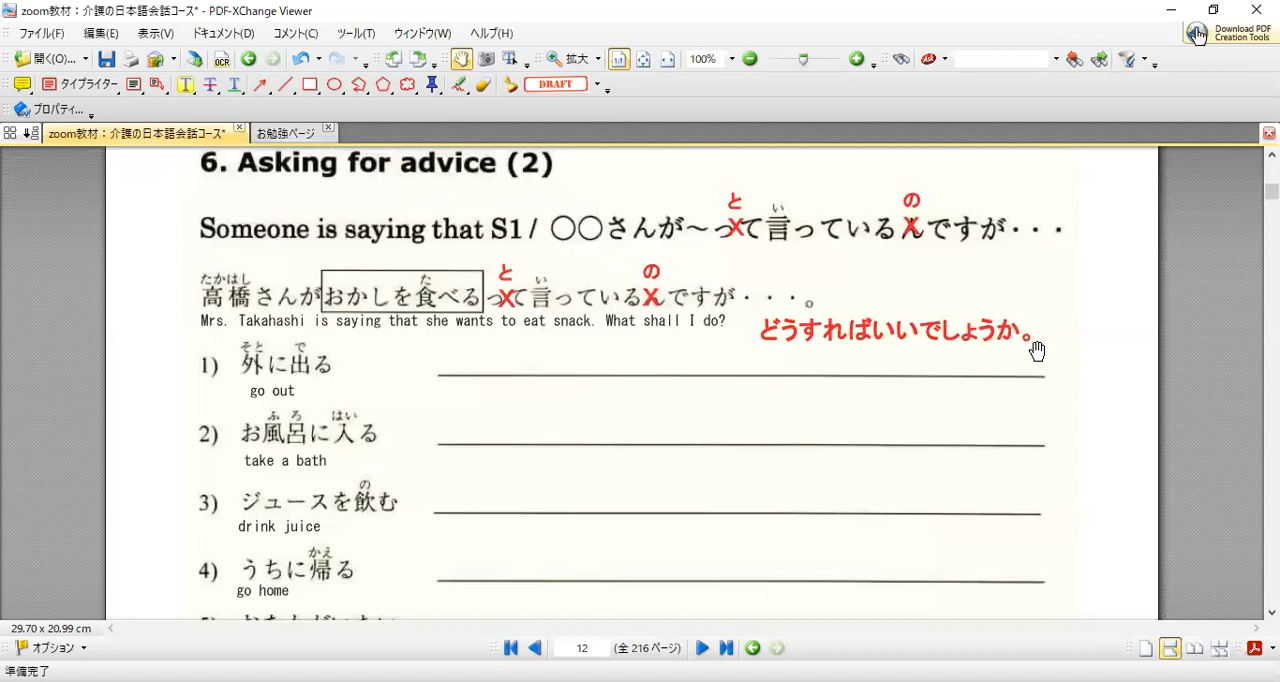 zoom教材：介護の日本語会話コース* - PDF-XChange Viewer
ファイル(F) 編集(E) 表示(V) ドキュメント(D) コメント(C) ツール(T) ウィンドウ(W) ヘルプ(H)
Download PDF
Creation Tools
開く(O)... OCR 拡大 100%
タイプライター DRAFT
プロパティ...
zoom教材：介護の日本語会話コース* お勉強ページ
6. Asking for advice (2)
と の
い
Someone is saying that S1 / 〇〇さんが～って言っているんですが・・・
と の
たかはし た い
高橋さんがおかしを食べるって言っているんですが・・・。
Mrs. Takahashi is saying that she wants to eat snack. What shall I do?
どうすればいいでしょうか。
そと で
1) 外に出る
go out
ふ ろ はい
2) お風呂に入る
take a bath
の
3) ジュースを飲む
drink juice
かえ
4) うちに帰る
go home
29.70 x 20.99 cm
オプション 12 (全 216 ページ)
準備完了